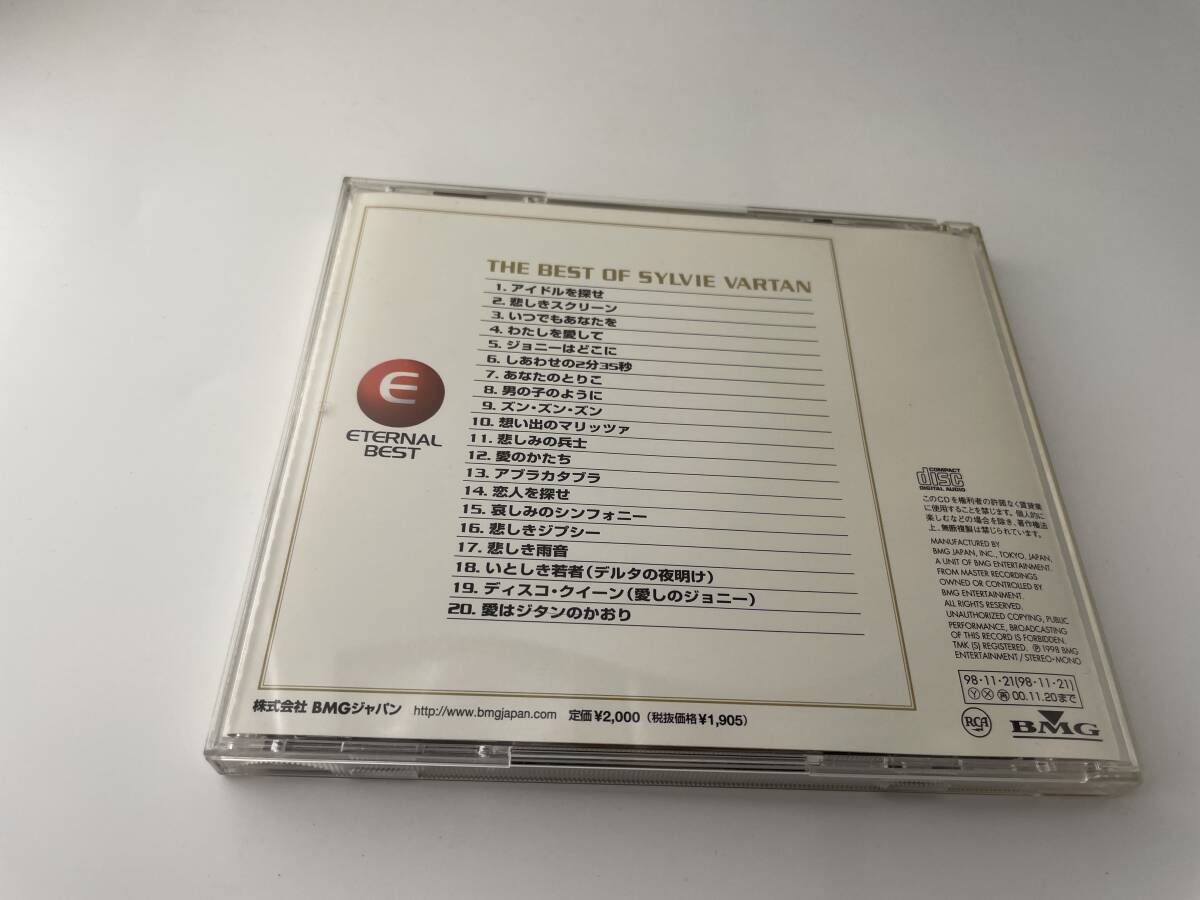 THE BEST OF SYLVIE VARTAN
1. アイドルを探せ
2. 悲しきスクリーン
3. いつでもあなたを
4. わたしを愛して
5. ジョニーはどこに
6. しあわせの2分35秒
7. あなたのとりこ
8. 男の子のように
9. ズン・ズン・ズン
10. 想い出のマリッツァ
11. 悲しみの兵士
12. 愛のかたち
13. アブラカタブラ
14. 恋人を探せ
15. 哀しみのシンフォニー
16. 悲しきジプシー
17. 悲しき雨音
18. いとしき若者（デルタの夜明け）
19. ディスコ・クイーン（愛しのジョニー）
20. 愛はジタンのかおり
E
ETERNAL
BEST
COMPACT
disc
DIGITAL AUDIO
このCDを権利者の許諾なく賃貸業
に使用することを禁じます。個人的に
楽しむなどの場合を除き、著作権法
上、無断複製は禁じられています。
MANUFACTURED BY
BMG JAPAN, INC., TOKYO, JAPAN,
A UNIT OF BMG ENTERTAINMENT.
FROM MASTER RECORDINGS
OWNED OR CONTROLLED BY
BMG ENTERTAINMENT.
ALL RIGHTS RESERVED.
UNAUTHORIZED COPYING, PUBLIC
PERFORMANCE, BROADCASTING
OF THIS RECORD IS FORBIDDEN.
TMK(S) REGISTERED. ℗ 1998 BMG
ENTERTAINMENT / STEREO・MONO
98・11・21(98・11・21)
Ⓨ Ⓧ 再 00.11.20まで
RCA
BMG
株式会社 BMGジャパン http://www.bmgjapan.com 定価¥2,000（税抜価格¥1,905）